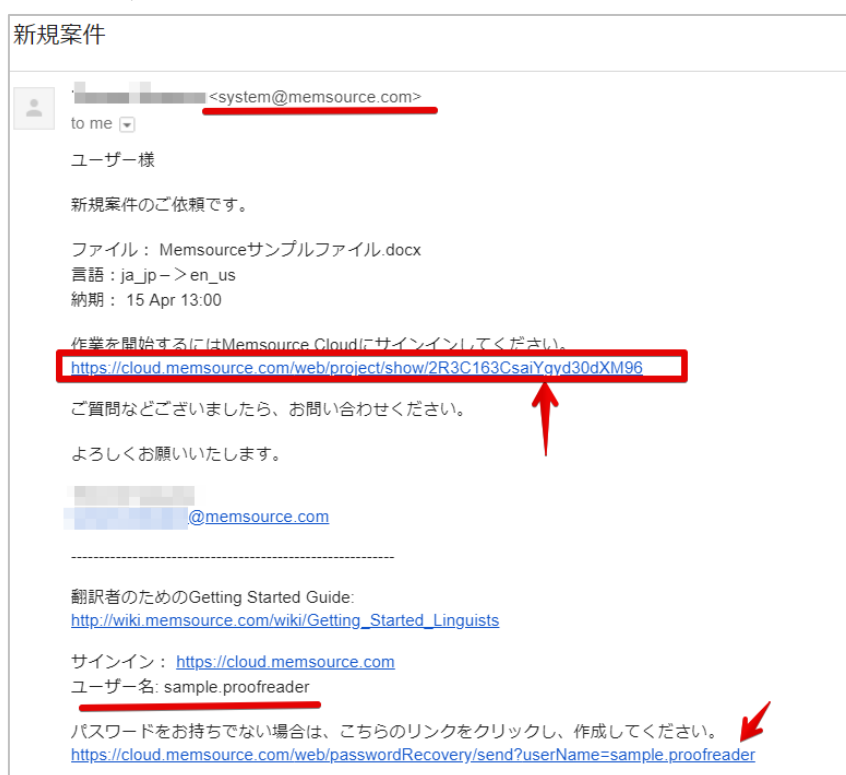 新規案件
<system@memsource.com>
to me
ユーザー様
新規案件のご依頼です。
ファイル： Memsourceサンプルファイル.docx
言語：ja_jp－＞en_us
納期： 15 Apr 13:00
作業を開始するにはMemsource Cloudにサインインしてください。
https://cloud.memsource.com/web/project/show/2R3C163CsaiYgyd30dXM96
ご質問などございましたら、お問い合わせください。
よろしくお願いいたします。
@memsource.com
----------------------------------------------------------
翻訳者のためのGetting Started Guide:
http://wiki.memsource.com/wiki/Getting_Started_Linguists
サインイン： https://cloud.memsource.com
ユーザー名: sample.proofreader
パスワードをお持ちでない場合は、こちらのリンクをクリックし、作成してください。
https://cloud.memsource.com/web/passwordRecovery/send?userName=sample.proofreader